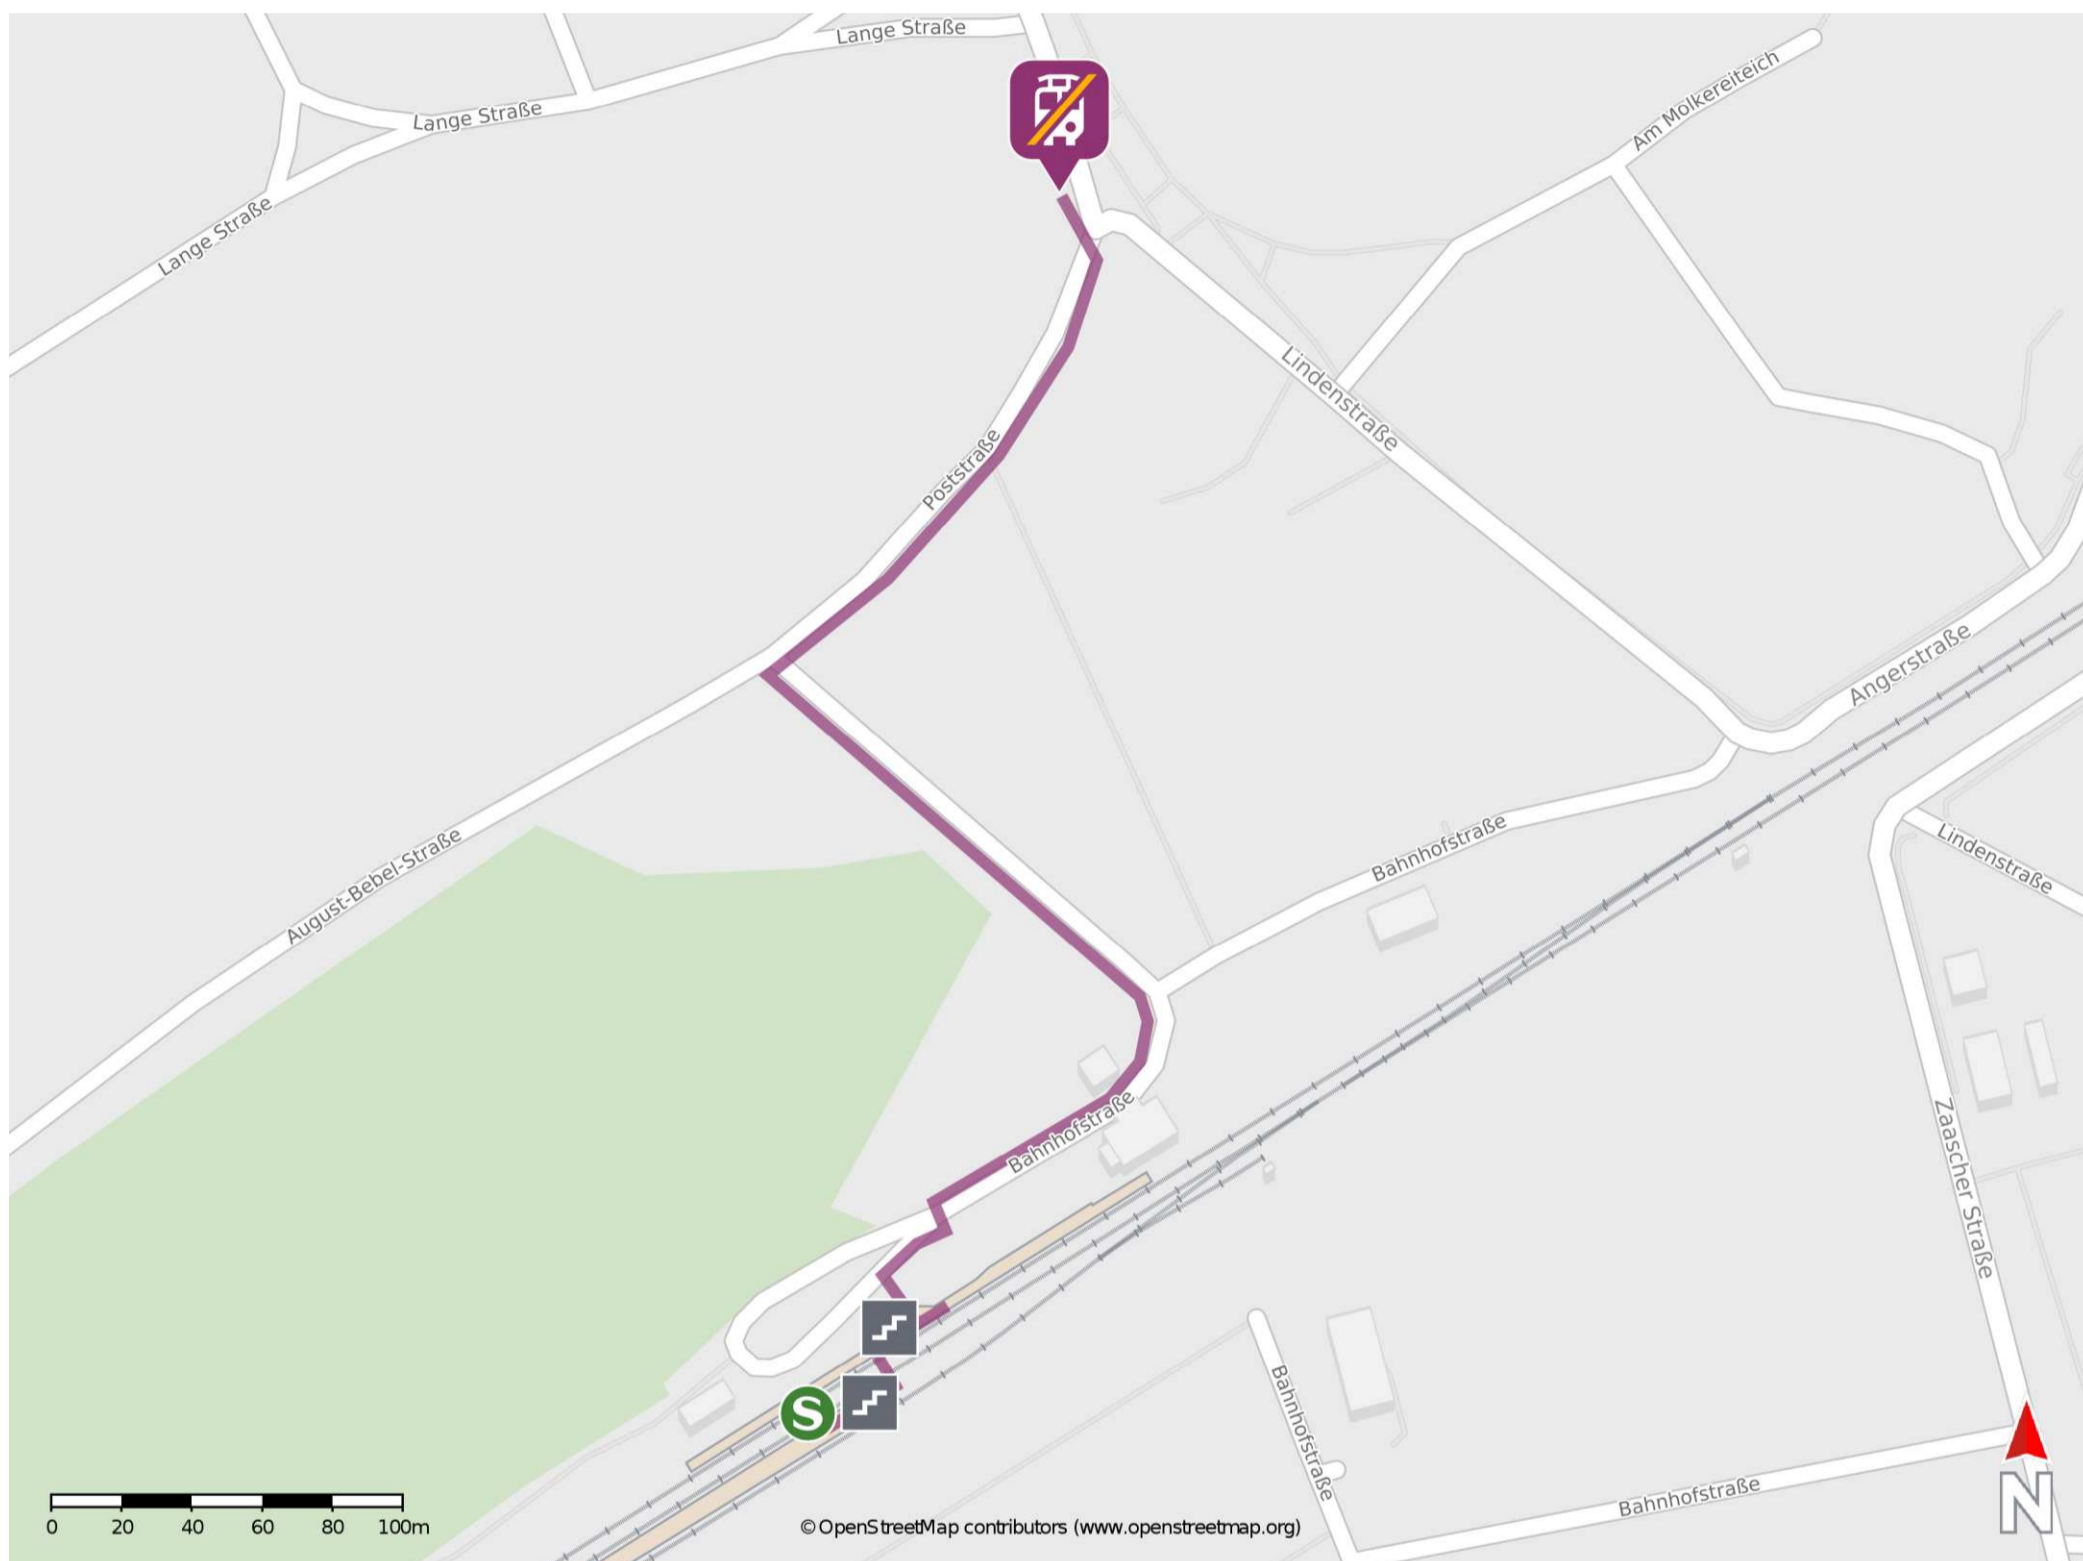 Lange Straße
Lange Straße
Lange Straße
Am Molkereiteich
Lindenstraße
Poststraße
Angerstraße
August-Bebel-Straße
Bahnhofstraße
Lindenstraße
Bahnhofstraße
Zaascher Straße
S
Bahnhofstraße
Bahnhofstraße
N
0 20 40 60 80 100m
© OpenStreetMap contributors (www.openstreetmap.org)